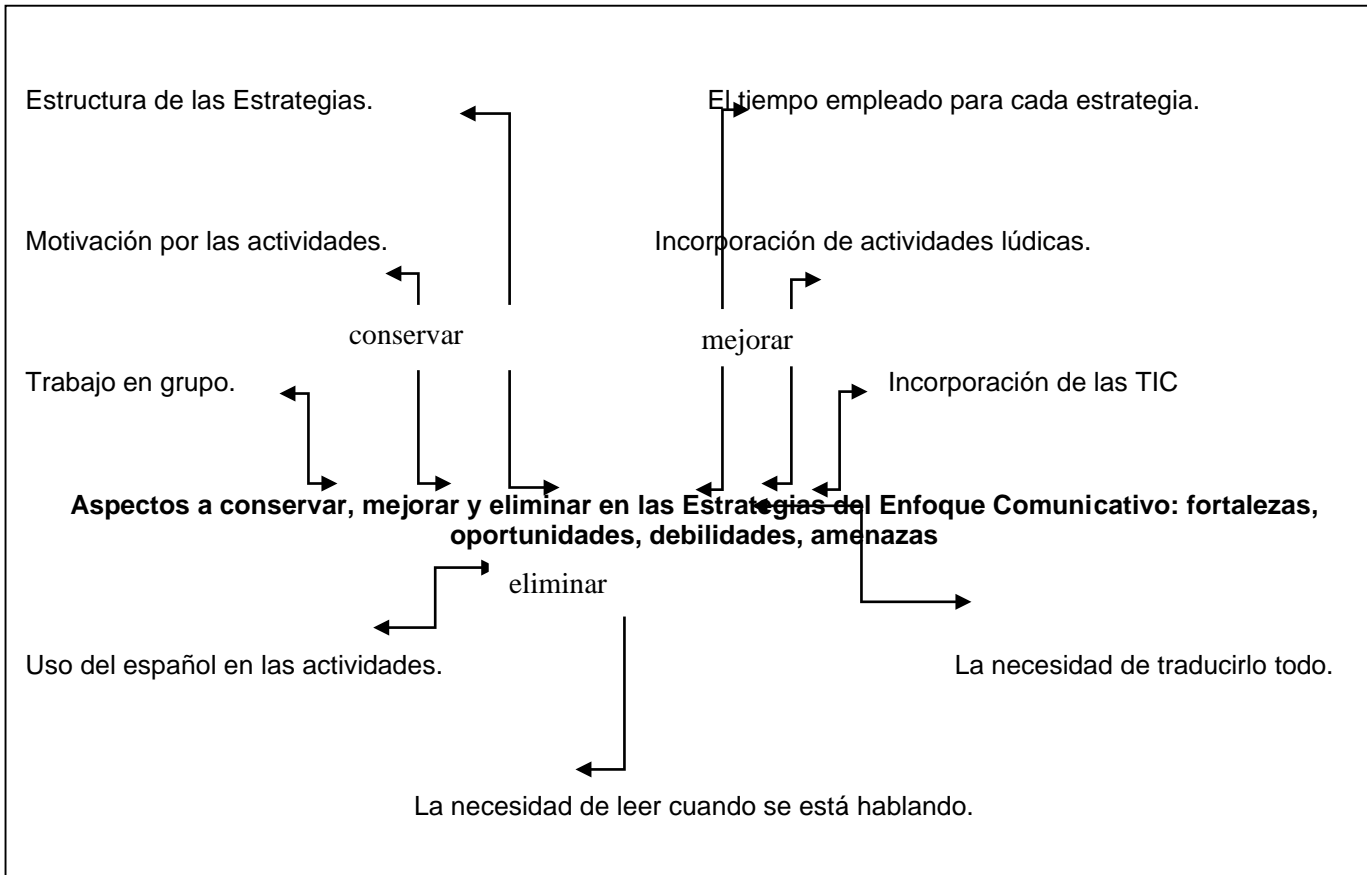 Estructura de las Estrategias.
El tiempo empleado para cada estrategia.
Motivación por las actividades.
Incorporación de actividades lúdicas.
conservar
mejorar
Trabajo en grupo.
Incorporación de las TIC
Aspectos a conservar, mejorar y eliminar en las Estrategias del Enfoque Comunicativo: fortalezas,
oportunidades, debilidades, amenazas
eliminar
Uso del español en las actividades.
La necesidad de traducirlo todo.
La necesidad de leer cuando se está hablando.